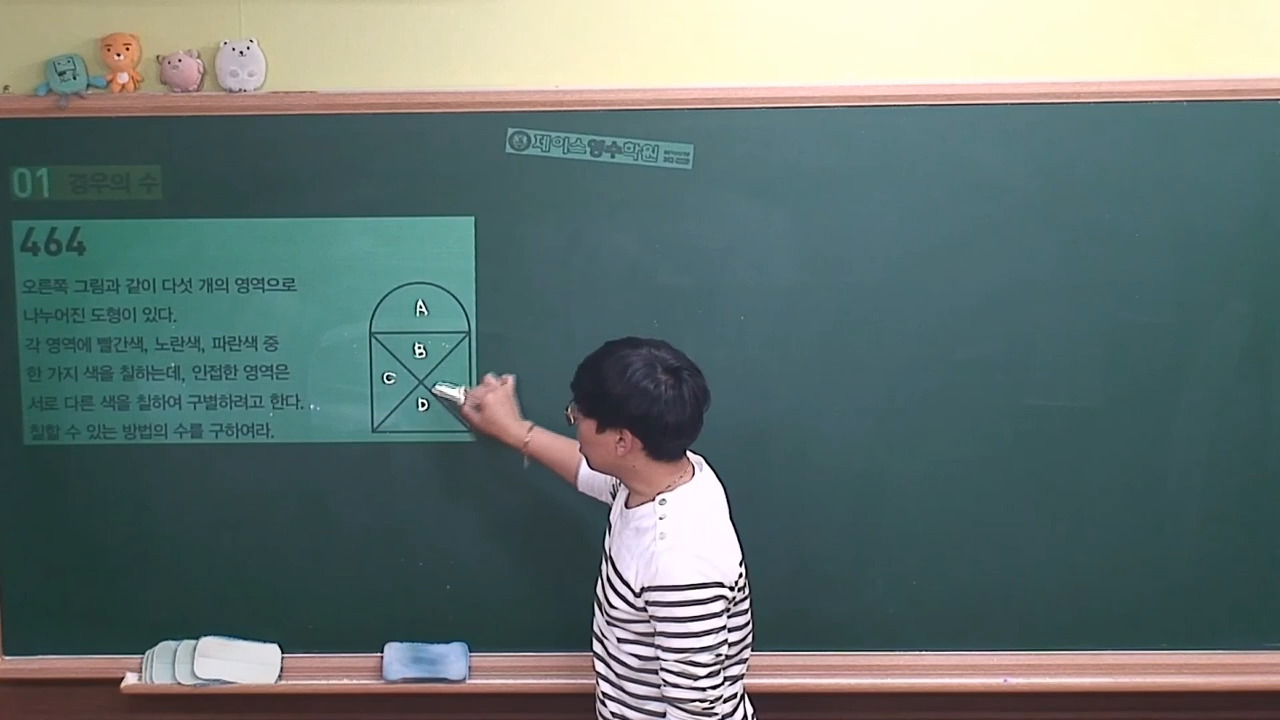 제이스영수학원
01 경우의 수
464
오른쪽 그림과 같이 다섯 개의 영역으로
나누어진 도형이 있다.
각 영역에 빨간색, 노란색, 파란색 중
한 가지 색을 칠하는데, 인접한 영역은
서로 다른 색을 칠하여 구별하려고 한다.
칠할 수 있는 방법의 수를 구하여라.
A
B
C
D